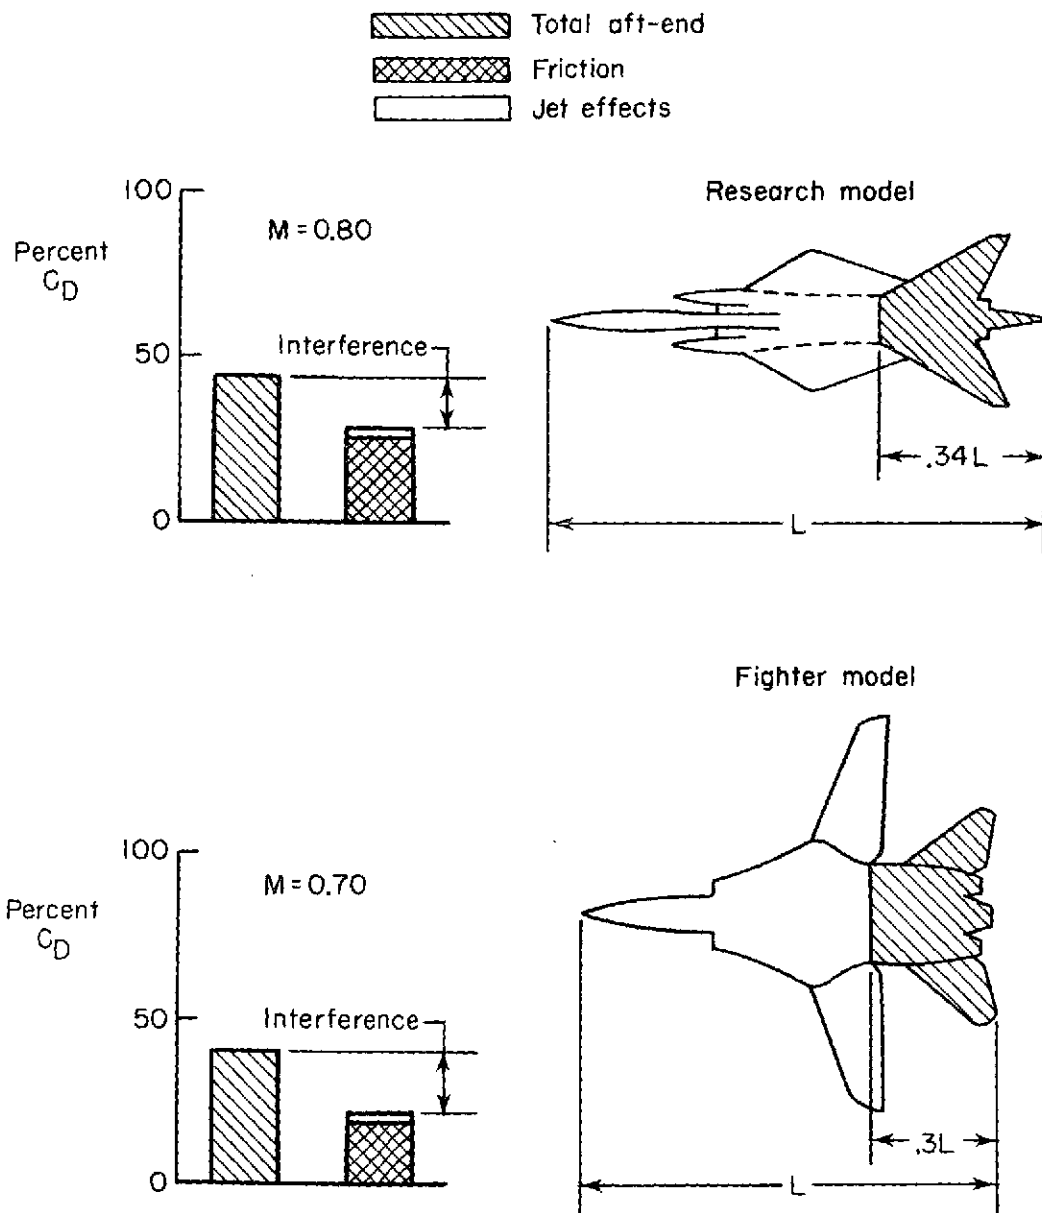 Total aft-end
Friction
Jet effects
100
Percent
C_D
M = 0.80
50
Interference
0
Research model
.34L
L
Fighter model
100
Percent
C_D
M = 0.70
50
Interference
0
.3L
L